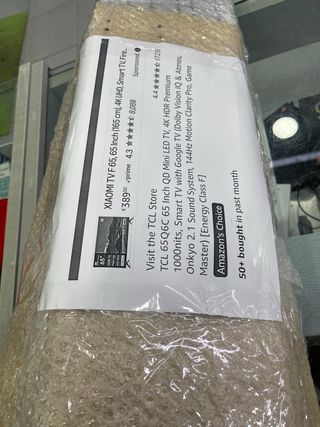 XIAOMI TV F 65, 65 Inch (165 cm), 4K UHD, Smart TV, Fire...
4.3 8,088
£38900 prime
Sponsored
Visit the TCL Store
4.4 (723)
TCL 65Q6C 65 Inch QD Mini LED TV, 4K HDR Premium
1000nits, Smart TV with Google TV (Dolby Vision IQ & Atmos,
Onkyo 2.1 Sound System, 144Hz Motion Clarity Pro, Game
Master) [Energy Class F]
Amazon's Choice
50+ bought in past month